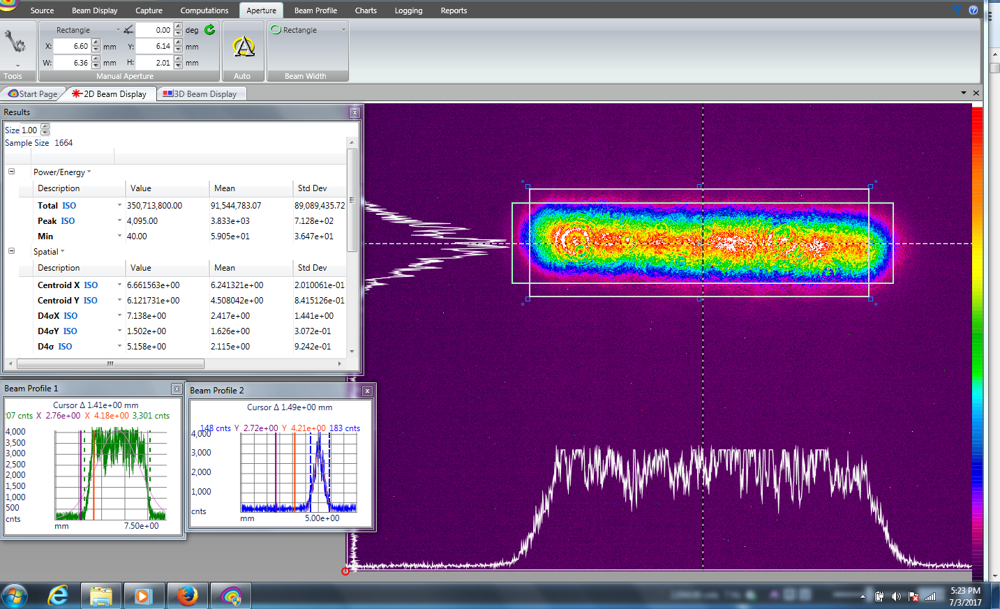 Source Beam Display Capture Computations Aperture Beam Profile Charts Logging Reports
Rectangle 0.00 deg Rectangle
X: 6.60 mm Y: 6.14 mm
W: 6.36 mm H: 2.01 mm
Tools Manual Aperture Auto Beam Width
Start Page 2D Beam Display 3D Beam Display
Results
Size 1.00
Sample Size 1664
Power/Energy
Description Value Mean Std Dev
Total ISO 350,713,800.00 91,544,783.07 89,089,435.72
Peak ISO 4,095.00 3.833e+03 7.128e+02
Min 40.00 5.905e+01 3.647e+01
Spatial
Description Value Mean Std Dev
Centroid X ISO 6.661563e+00 6.241321e+00 2.010061e-01
Centroid Y ISO 6.121731e+00 4.508042e+00 8.415126e-01
D4σX ISO 7.138e+00 2.417e+00 1.441e+00
D4σY ISO 1.502e+00 1.626e+00 3.072e-01
D4σ ISO 5.158e+00 2.115e+00 9.242e-01
Beam Profile 1
Cursor Δ 1.41e+00 mm
07 cnts X 2.76e+00 X 4.18e+00 3,301 cnts
4,000
3,500
3,000
2,500
2,000
1,500
1,000
500
cnts
mm 7.50e+00
Beam Profile 2
Cursor Δ 1.49e+00 mm
148 cnts Y 2.72e+00 Y 4.21e+00 183 cnts
4,000
3,000
2,000
1,000
cnts
mm 5.00e+00
5:23 PM
7/3/2017